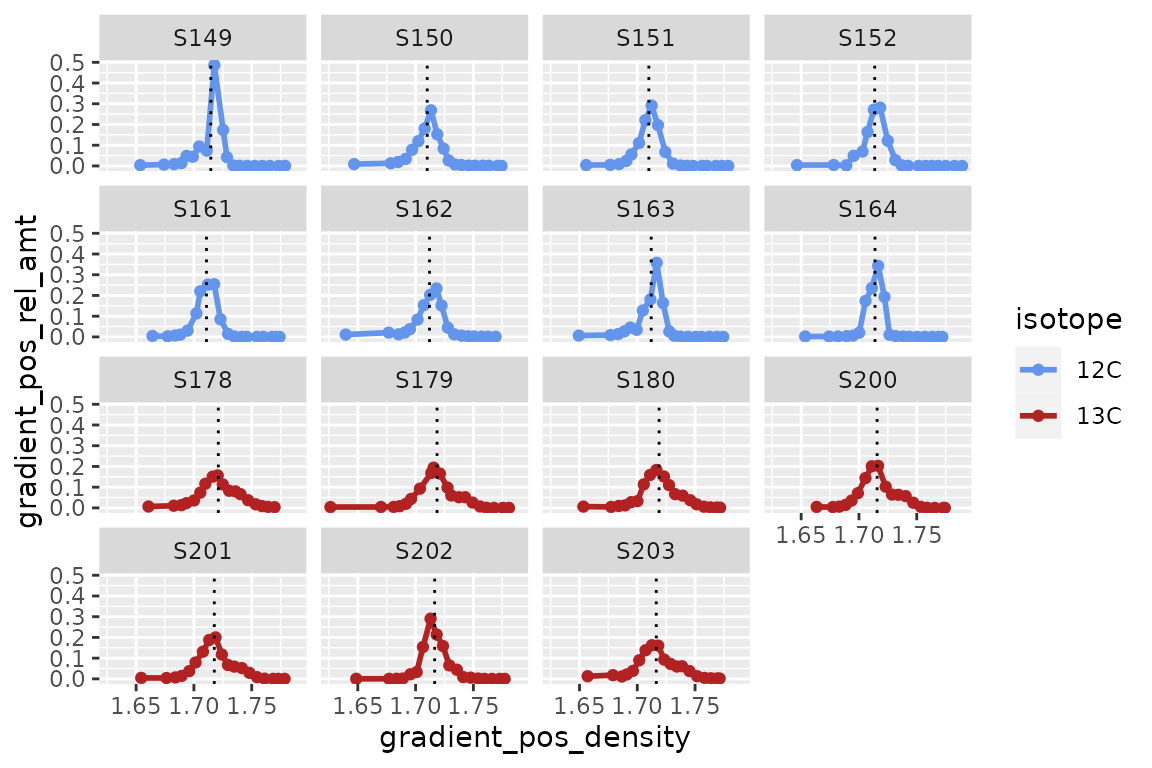 S149 S150 S151 S152
0.5
0.4
0.3
0.2
0.1
0.0
S161 S162 S163 S164
0.5
0.4
0.3
0.2
0.1
0.0
S178 S179 S180 S200
0.5
0.4
0.3
0.2
0.1
0.0
1.65 1.70 1.75
S201 S202 S203
0.5
0.4
0.3
0.2
0.1
0.0
1.65 1.70 1.75 1.65 1.70 1.75 1.65 1.70 1.75
gradient_pos_density
gradient_pos_rel_amt
isotope
12C
13C